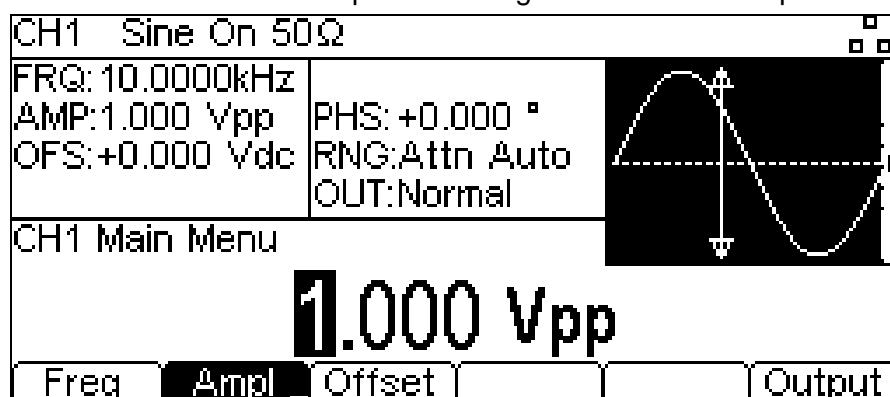 CH1 Sine On 50Ω
FRQ:10.0000kHz
AMP:1.000 Vpp
OFS:+0.000 Vdc
PHS:+0.000 °
RNG:Attn Auto
OUT:Normal
CH1 Main Menu
1.000 Vpp
Freq Ampl Offset Output